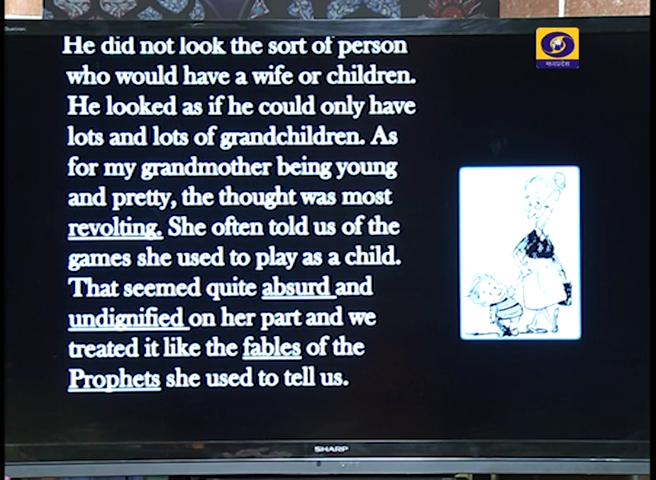 He did not look the sort of person
who would have a wife or children.
He looked as if he could only have
lots and lots of grandchildren. As
for my grandmother being young
and pretty, the thought was most
revolting. She often told us of the
games she used to play as a child.
That seemed quite absurd and
undignified on her part and we
treated it like the fables of the
Prophets she used to tell us.
मध्यप्रदेश
SHARP